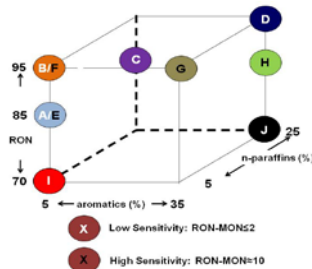 D
95
B/F
C
G
H
85
A/E
RON
J
25
n-paraffins (%)
70
I
5
5
aromatics (%)
35
X
Low Sensitivity: RON-MON≤2
X
High Sensitivity: RON-MON≈10